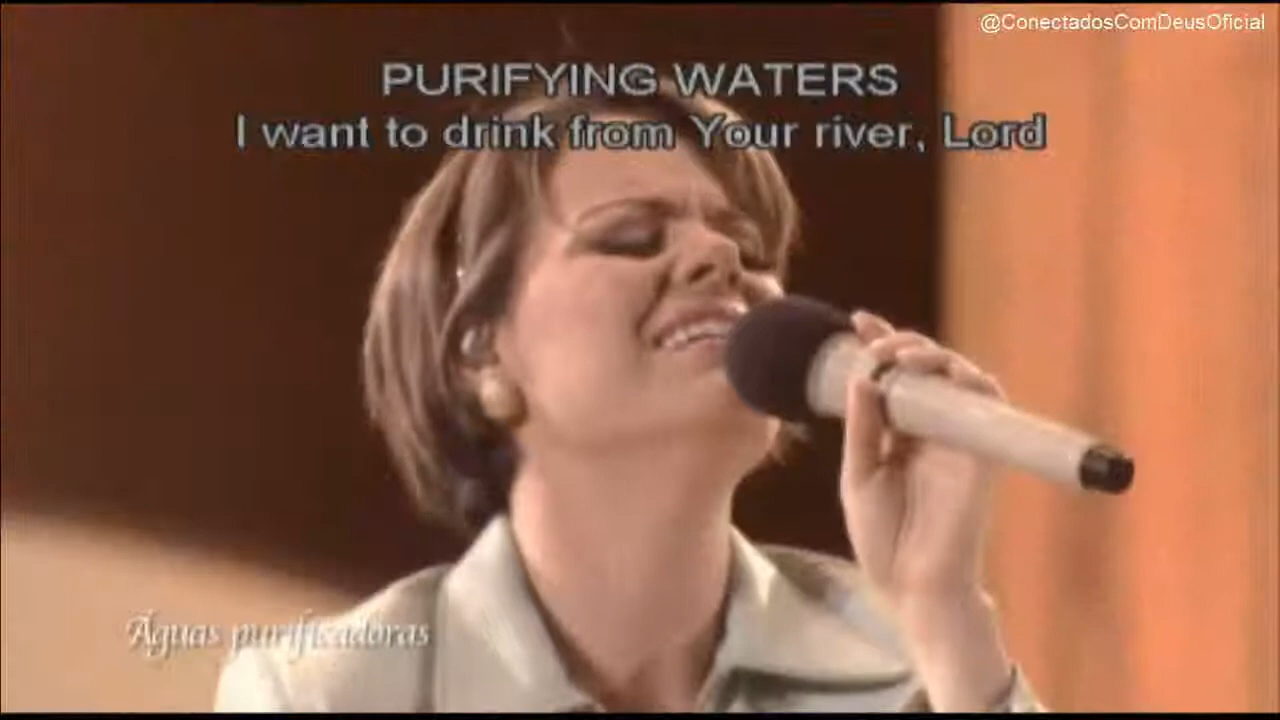 @ConectadosComDeusOficial
PURIFYING WATERS
I want to drink from Your river, Lord
Águas purificadoras